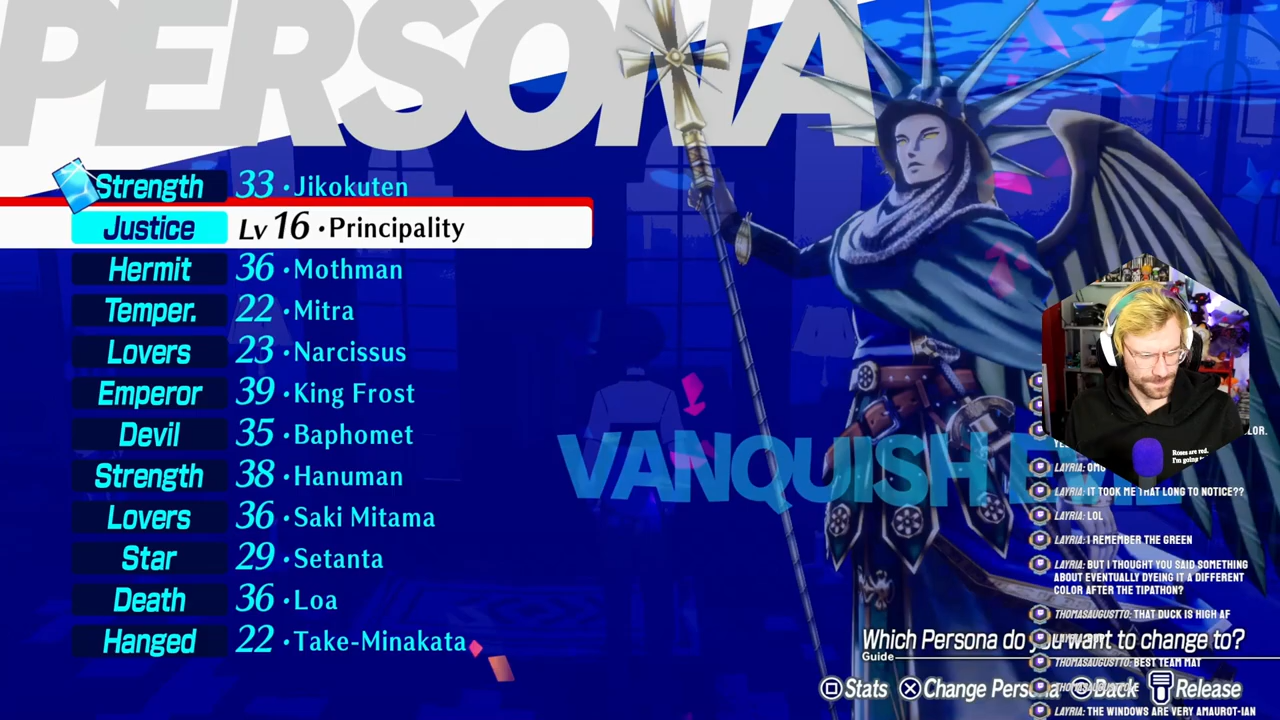 PERSONA
Strength 33 • Jikokuten
Justice Lv 16 • Principality
Hermit 36 • Mothman
Temper. 22 • Mitra
Lovers 23 • Narcissus
Emperor 39 • King Frost
Devil 35 • Baphomet
Strength 38 • Hanuman
Lovers 36 • Saki Mitama
Star 29 • Setanta
Death 36 • Loa
Hanged 22 • Take-Minakata
VANQUISH
Roses are red.
LAYRIA: OMG
LAYRIA: IT TOOK ME THAT LONG TO NOTICE??
LAYRIA: LOL
LAYRIA: I REMEMBER THE GREEN
LAYRIA: BUT I THOUGHT YOU SAID SOMETHING
ABOUT EVENTUALLY DYEING IT A DIFFERENT
COLOR AFTER THE TIPATHON?
THOMASAUGUSTTO: THAT DUCK IS HIGH AF
Which Persona do you want to change to?
Guide
THOMASAUGUSTTO: BEST TEAM MAT
Stats Change Persona Back Release
LAYRIA: THE WINDOWS ARE VERY AMAUROT-IAN